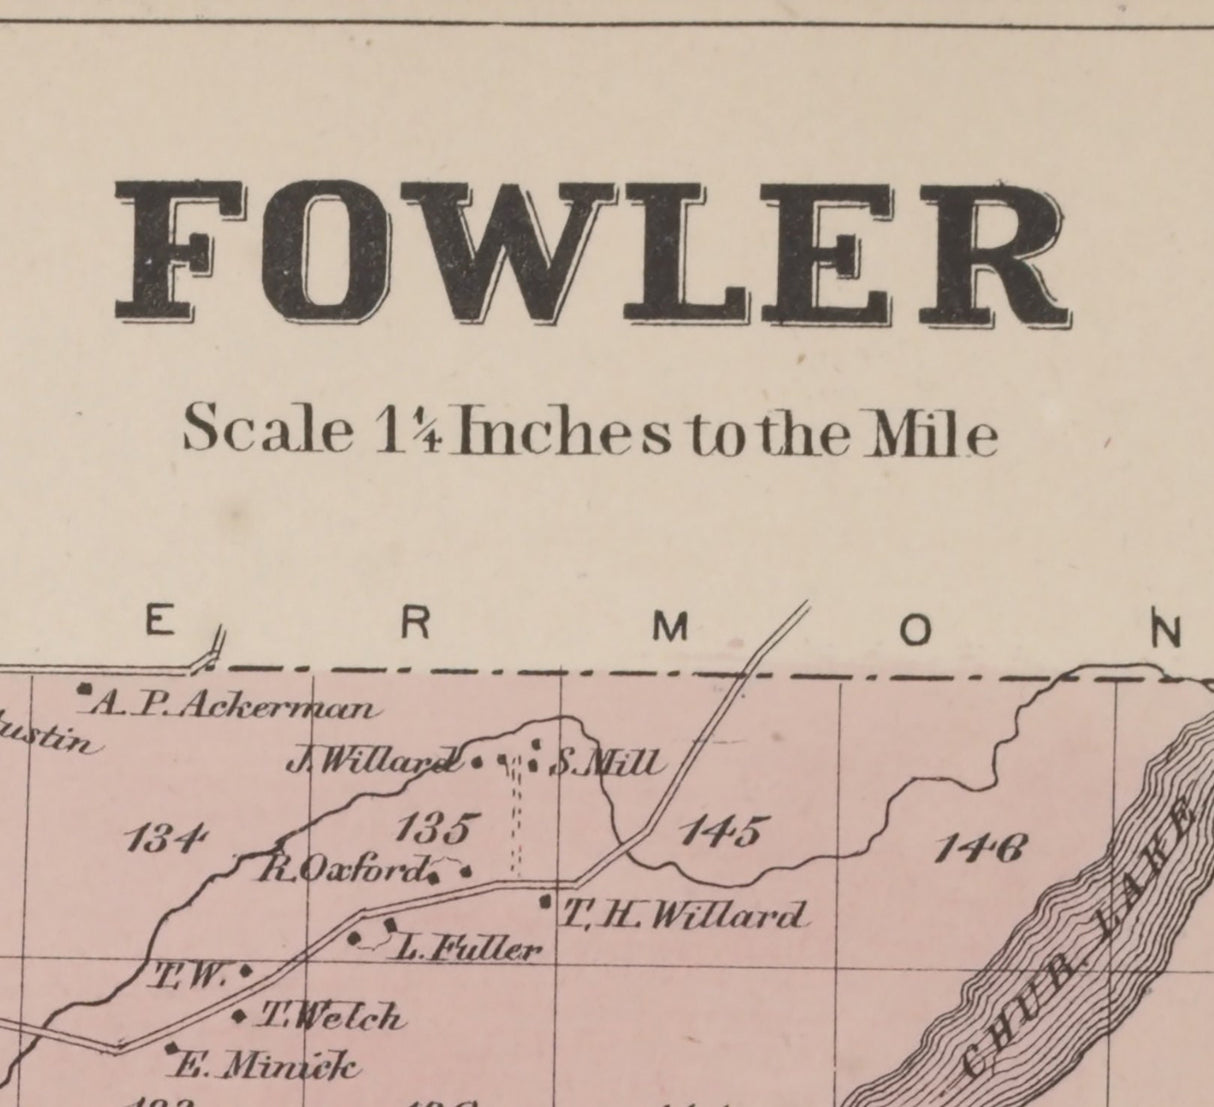 FOWLER
Scale 1¼ Inches to the Mile
E R M O N
A. P. Ackerman
ustin
J. Willard
S. Mill
134
135
145
146
R. Oxford
T. H. Willard
L. Fuller
T. W.
T. Welch
E. Minick
CHUB LAKE